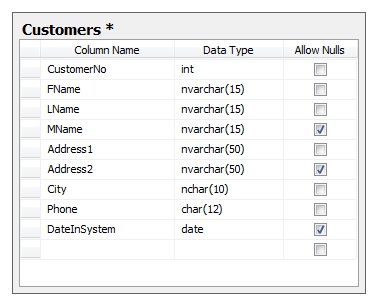 Customers *
Column Name Data Type Allow Nulls
CustomerNo int
FName nvarchar(15)
LName nvarchar(15)
MName nvarchar(15)
Address1 nvarchar(50)
Address2 nvarchar(50)
City nchar(10)
Phone char(12)
DateInSystem date